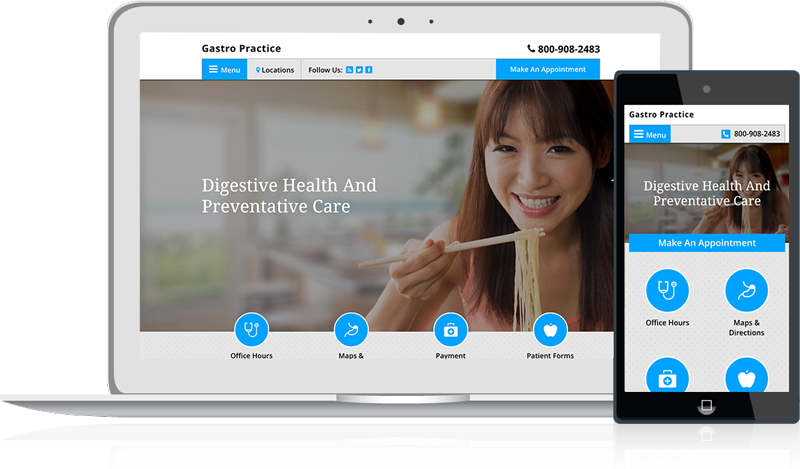 Gastro Practice
800-908-2483
Menu
Locations
Follow Us:
Make An Appointment
Digestive Health And
Preventative Care
Office Hours
Maps &
Payment
Patient Forms
Gastro Practice
Menu
800-908-2483
Digestive Health And
Preventative Care
Make An Appointment
Office Hours
Maps &
Directions